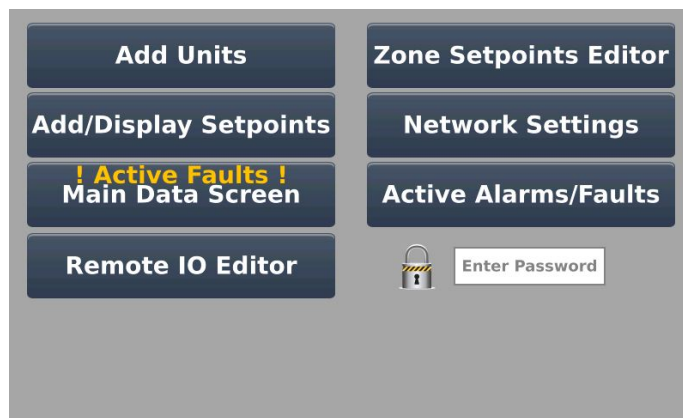 Add Units
Zone Setpoints Editor
Add/Display Setpoints
Network Settings
! Active Faults !
Main Data Screen
Active Alarms/Faults
Remote IO Editor
Enter Password